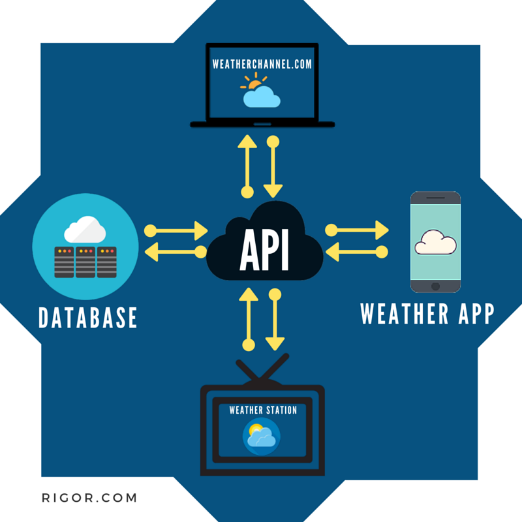 WEATHERCHANNEL.COM
API
DATABASE
WEATHER APP
WEATHER STATION
RIGOR.COM